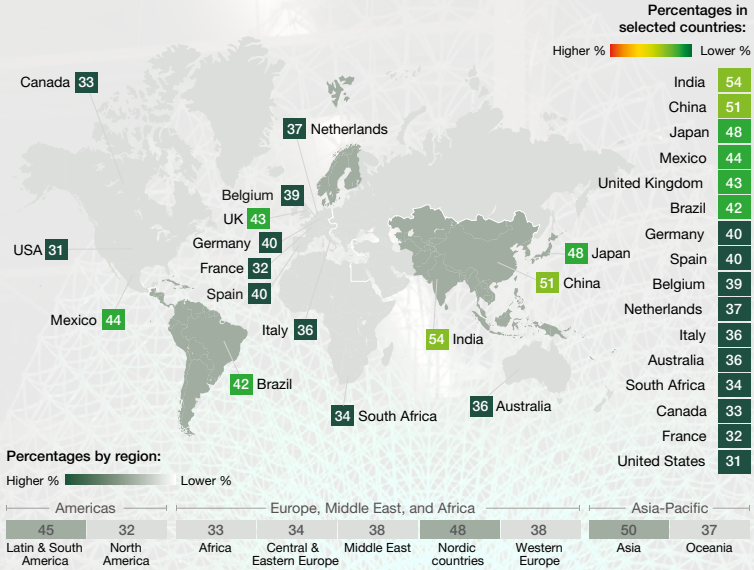 Percentages in
selected countries:
Higher % Lower %
India 54
China 51
Japan 48
Mexico 44
United Kingdom 43
Brazil 42
Germany 40
Spain 40
Belgium 39
Netherlands 37
Italy 36
Australia 36
South Africa 34
Canada 33
France 32
United States 31
Canada 33
37 Netherlands
Belgium 39
UK 43
Germany 40
USA 31
France 32
48 Japan
Spain 40
51 China
Mexico 44
Italy 36
54 India
42 Brazil
34 South Africa
36 Australia
Percentages by region:
Higher % Lower %
Americas
45 32
Latin & South
America
North
America
Europe, Middle East, and Africa
33 34 38 48 38
Africa
Central &
Eastern Europe
Middle East
Nordic
countries
Western
Europe
Asia-Pacific
50 37
Asia Oceania